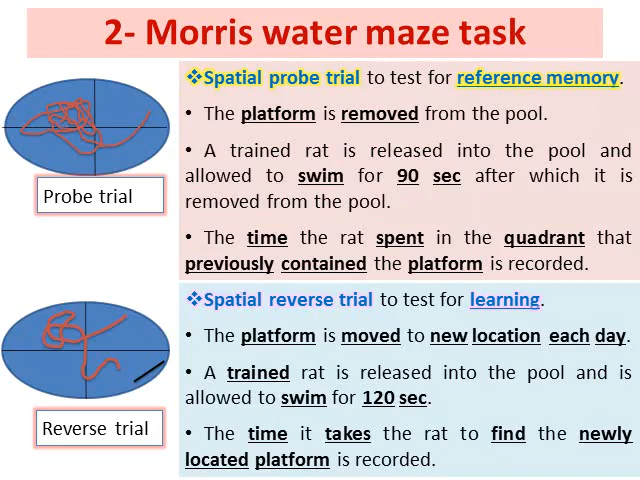 2- Morris water maze task
❖Spatial probe trial to test for reference memory.
• The platform is removed from the pool.
• A trained rat is released into the pool and
allowed to swim for 90 sec after which it is
removed from the pool.
• The time the rat spent in the quadrant that
previously contained the platform is recorded.
Probe trial
❖Spatial reverse trial to test for learning.
• The platform is moved to new location each day.
• A trained rat is released into the pool and is
allowed to swim for 120 sec.
• The time it takes the rat to find the newly
located platform is recorded.
Reverse trial